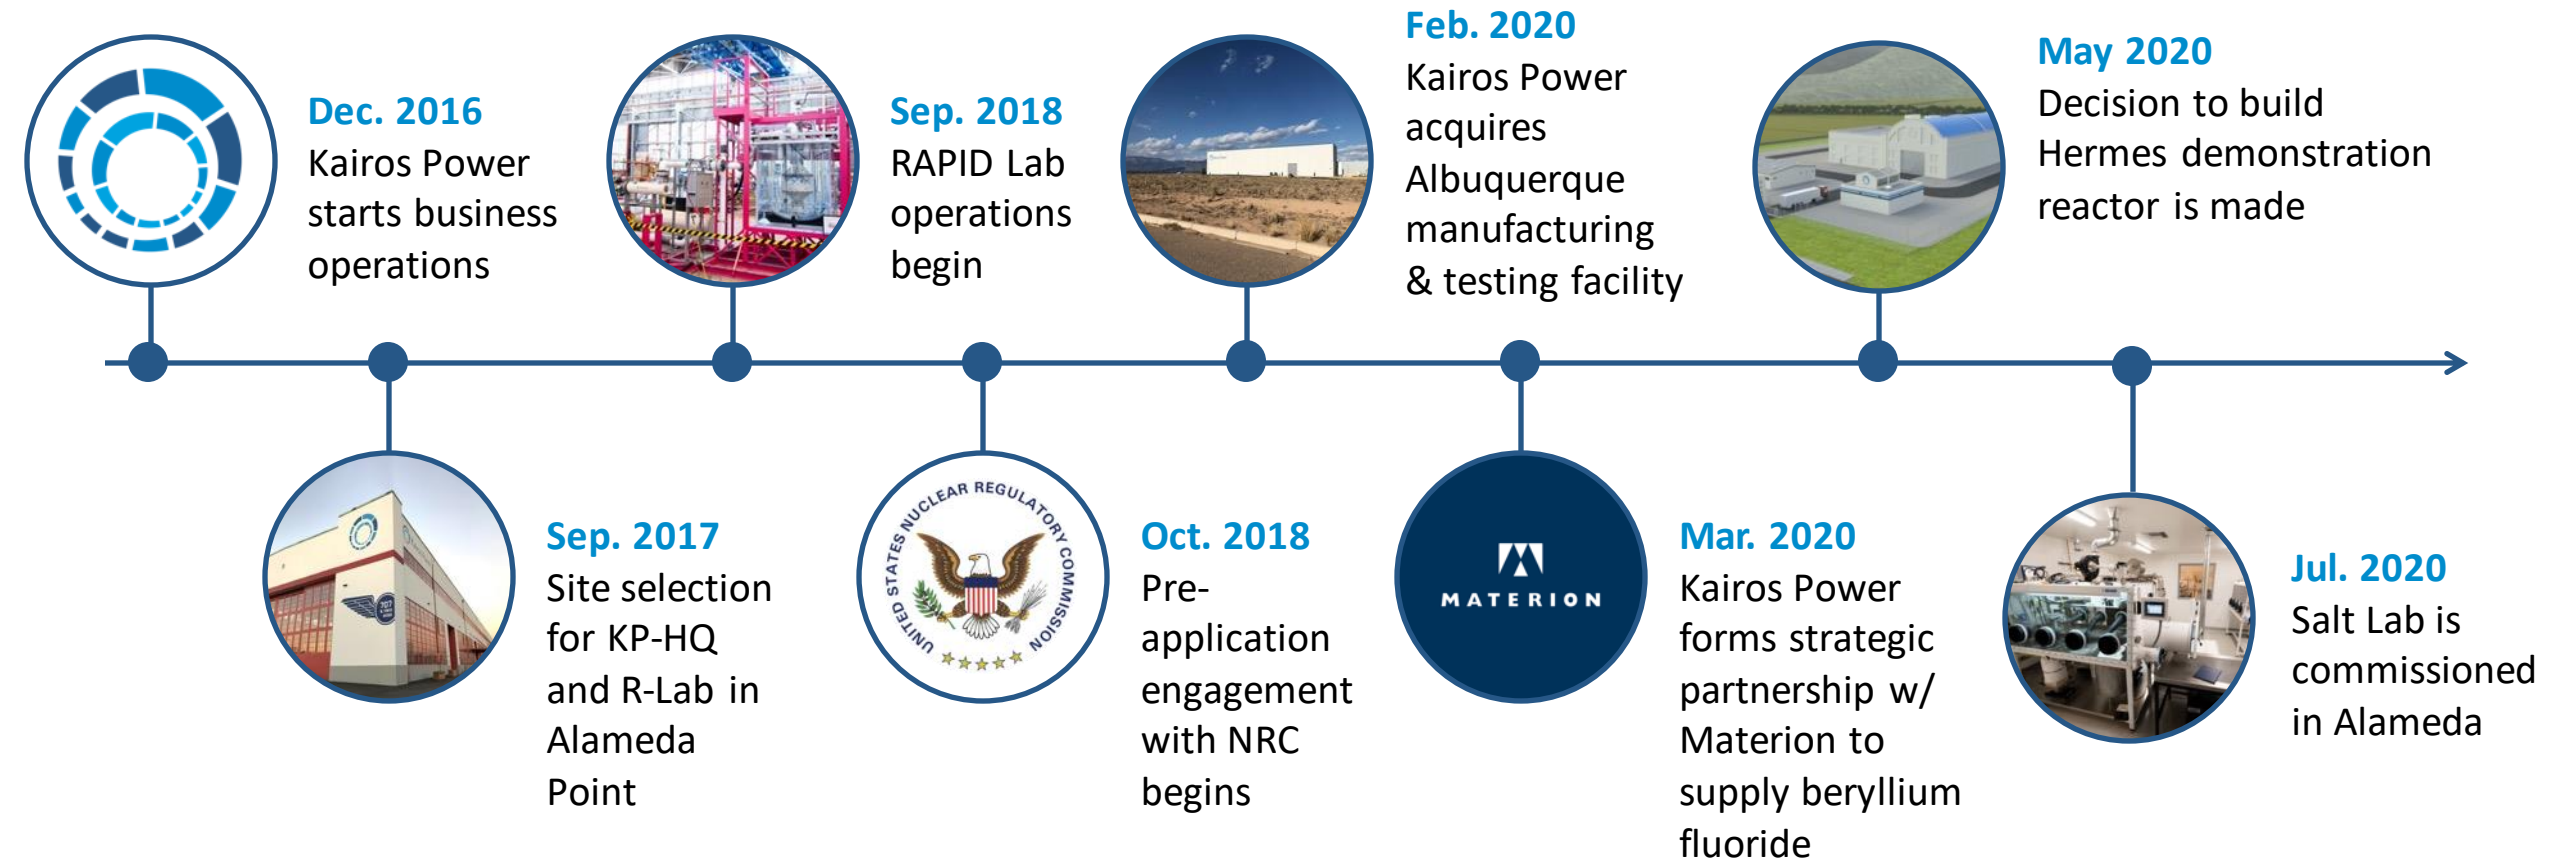 Dec. 2016
Kairos Power
starts business
operations
Sep. 2017
Site selection
for KP-HQ
and R-Lab in
Alameda
Point
Sep. 2018
RAPID Lab
operations
begin
UNITED STATES NUCLEAR REGULATORY COMMISSION
Oct. 2018
Pre-
application
engagement
with NRC
begins
Feb. 2020
Kairos Power
acquires
Albuquerque
manufacturing
& testing facility
MATERION
Mar. 2020
Kairos Power
forms strategic
partnership w/
Materion to
supply beryllium
fluoride
May 2020
Decision to build
Hermes demonstration
reactor is made
Jul. 2020
Salt Lab is
commissioned
in Alameda